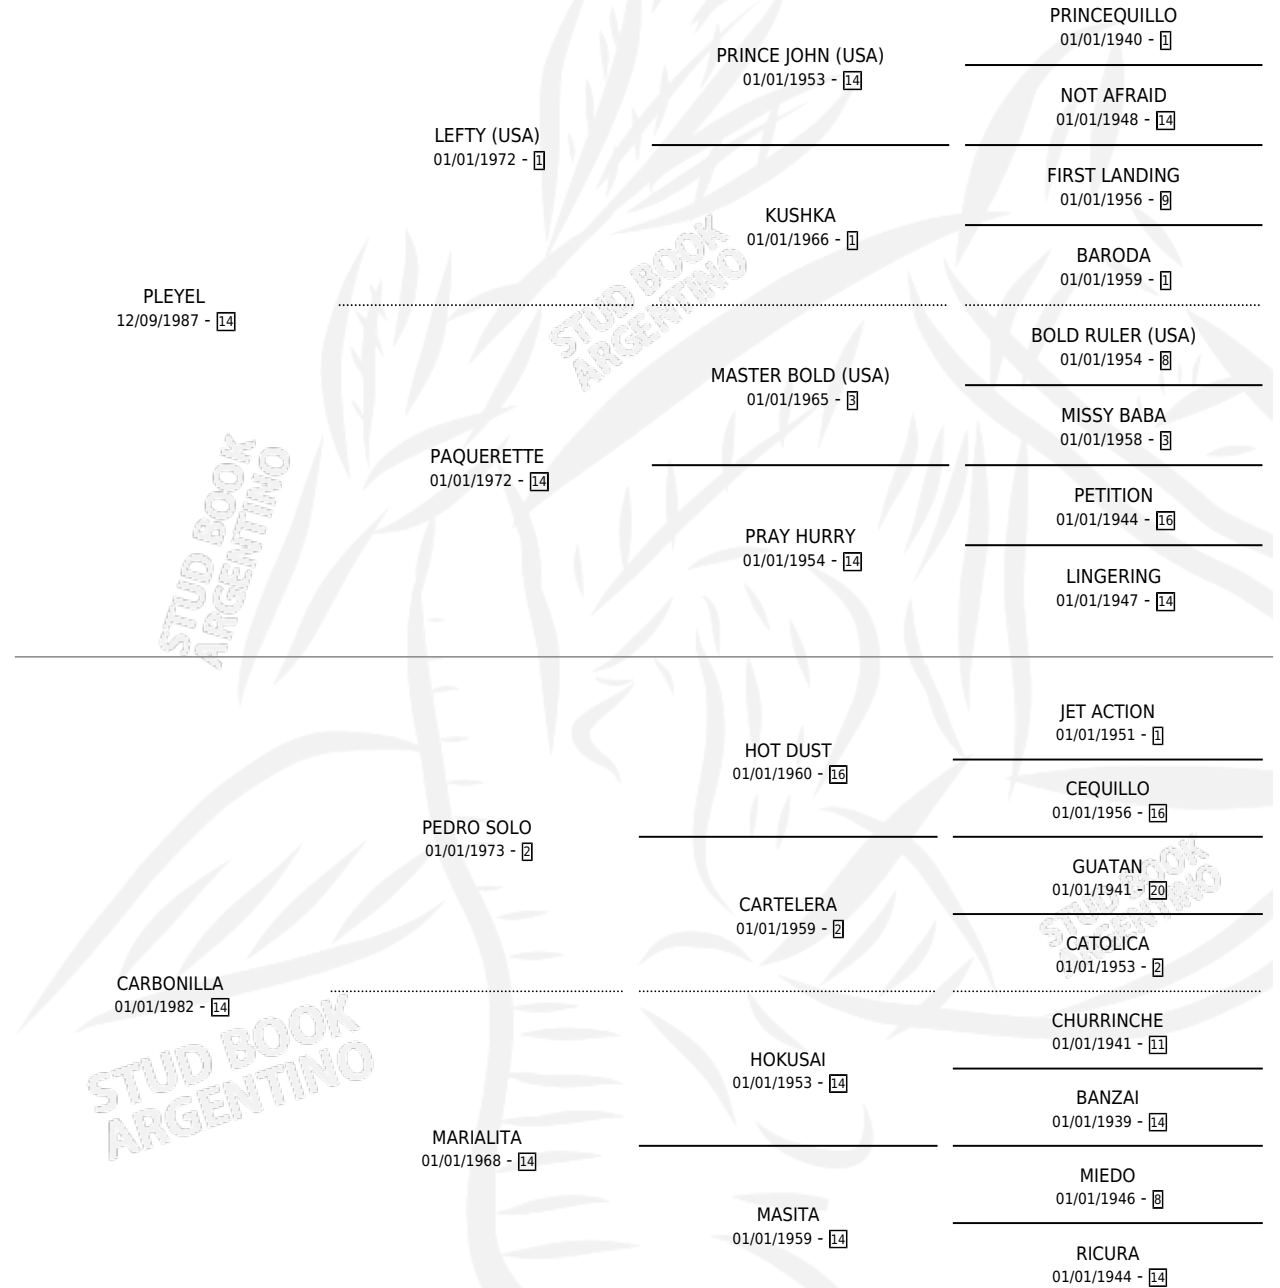 PRINCEQUILLO
01/01/1940 - 1
PRINCE JOHN (USA)
01/01/1953 - 14
NOT AFRAID
01/01/1948 - 14
LEFTY (USA)
01/01/1972 - 1
FIRST LANDING
01/01/1956 - 9
KUSHKA
01/01/1966 - 1
BARODA
01/01/1959 - 1
PLEYEL
12/09/1987 - 14
STUD BOOK
ARGENTINO
BOLD RULER (USA)
01/01/1954 - 8
MASTER BOLD (USA)
01/01/1965 - 3
MISSY BABA
01/01/1958 - 3
PAQUERETTE
01/01/1972 - 14
PETITION
01/01/1944 - 16
PRAY HURRY
01/01/1954 - 14
LINGERING
01/01/1947 - 14
STUD BOOK
ARGENTINO
JET ACTION
01/01/1951 - 1
HOT DUST
01/01/1960 - 16
CEQUILLO
01/01/1956 - 16
PEDRO SOLO
01/01/1973 - 2
GUATAN
01/01/1941 - 20
CARTELERA
01/01/1959 - 2
CATOLICA
01/01/1953 - 2
STUD BOOK
ARGENTINO
CARBONILLA
01/01/1982 - 14
STUD BOOK
ARGENTINO
CHURRINCHE
01/01/1941 - 11
HOKUSAI
01/01/1953 - 14
BANZAI
01/01/1939 - 14
MARIALITA
01/01/1968 - 14
MIEDO
01/01/1946 - 8
MASITA
01/01/1959 - 14
RICURA
01/01/1944 - 14